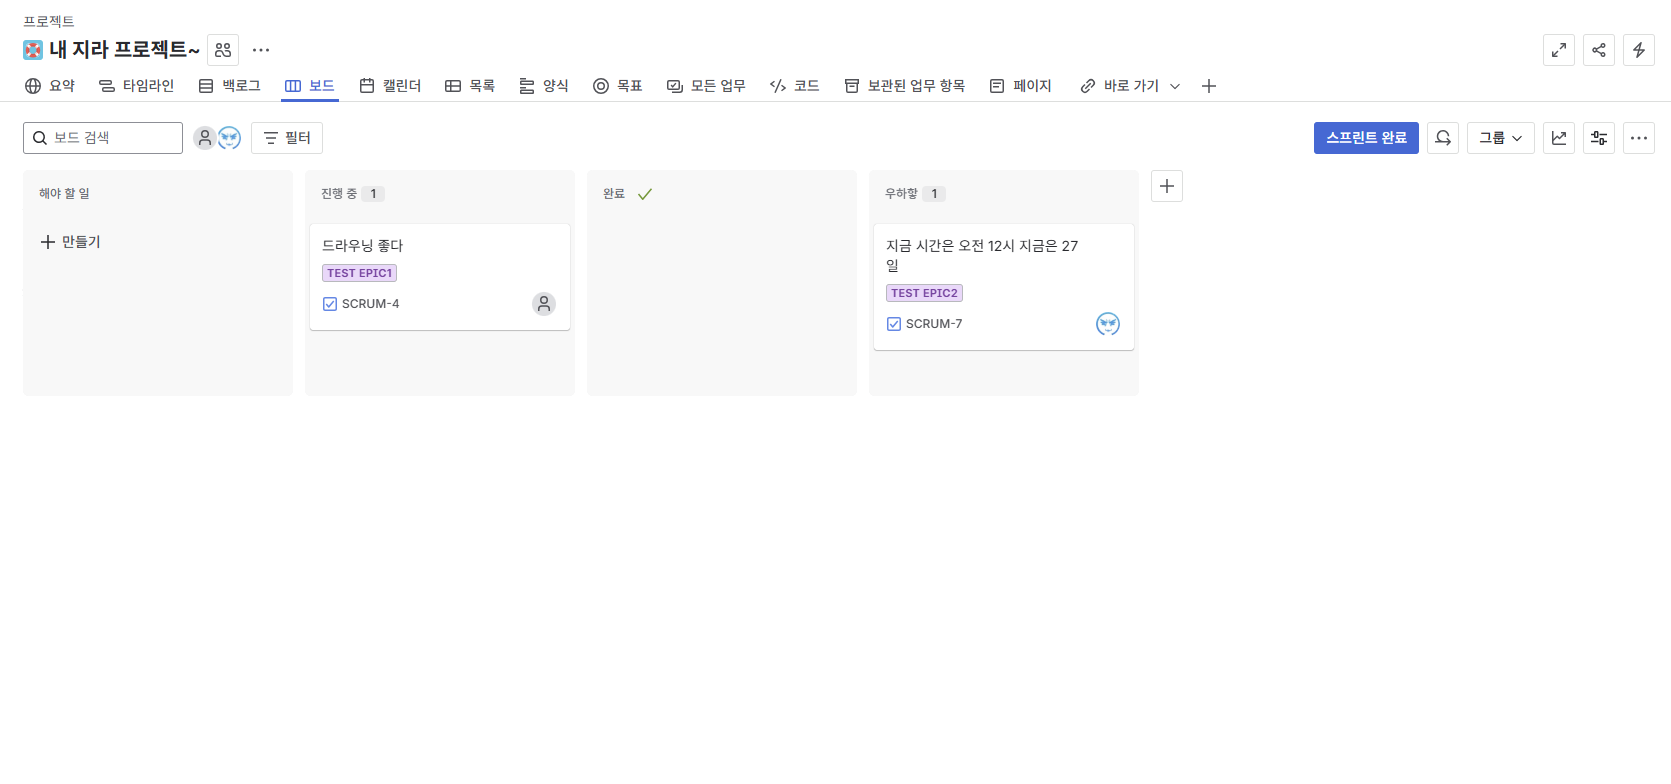 프로젝트
내 지라 프로젝트~
요약 타임라인 백로그 보드 캘린더 목록 양식 목표 모든 업무 코드 보관된 업무 항목 페이지 바로 가기
보드 검색 필터 스프린트 완료 그룹
해야 할 일
만들기
진행 중 1
드라우닝 좋다
TEST EPIC1
SCRUM-4
완료
우하핳 1
지금 시간은 오전 12시 지금은 27
일
TEST EPIC2
SCRUM-7